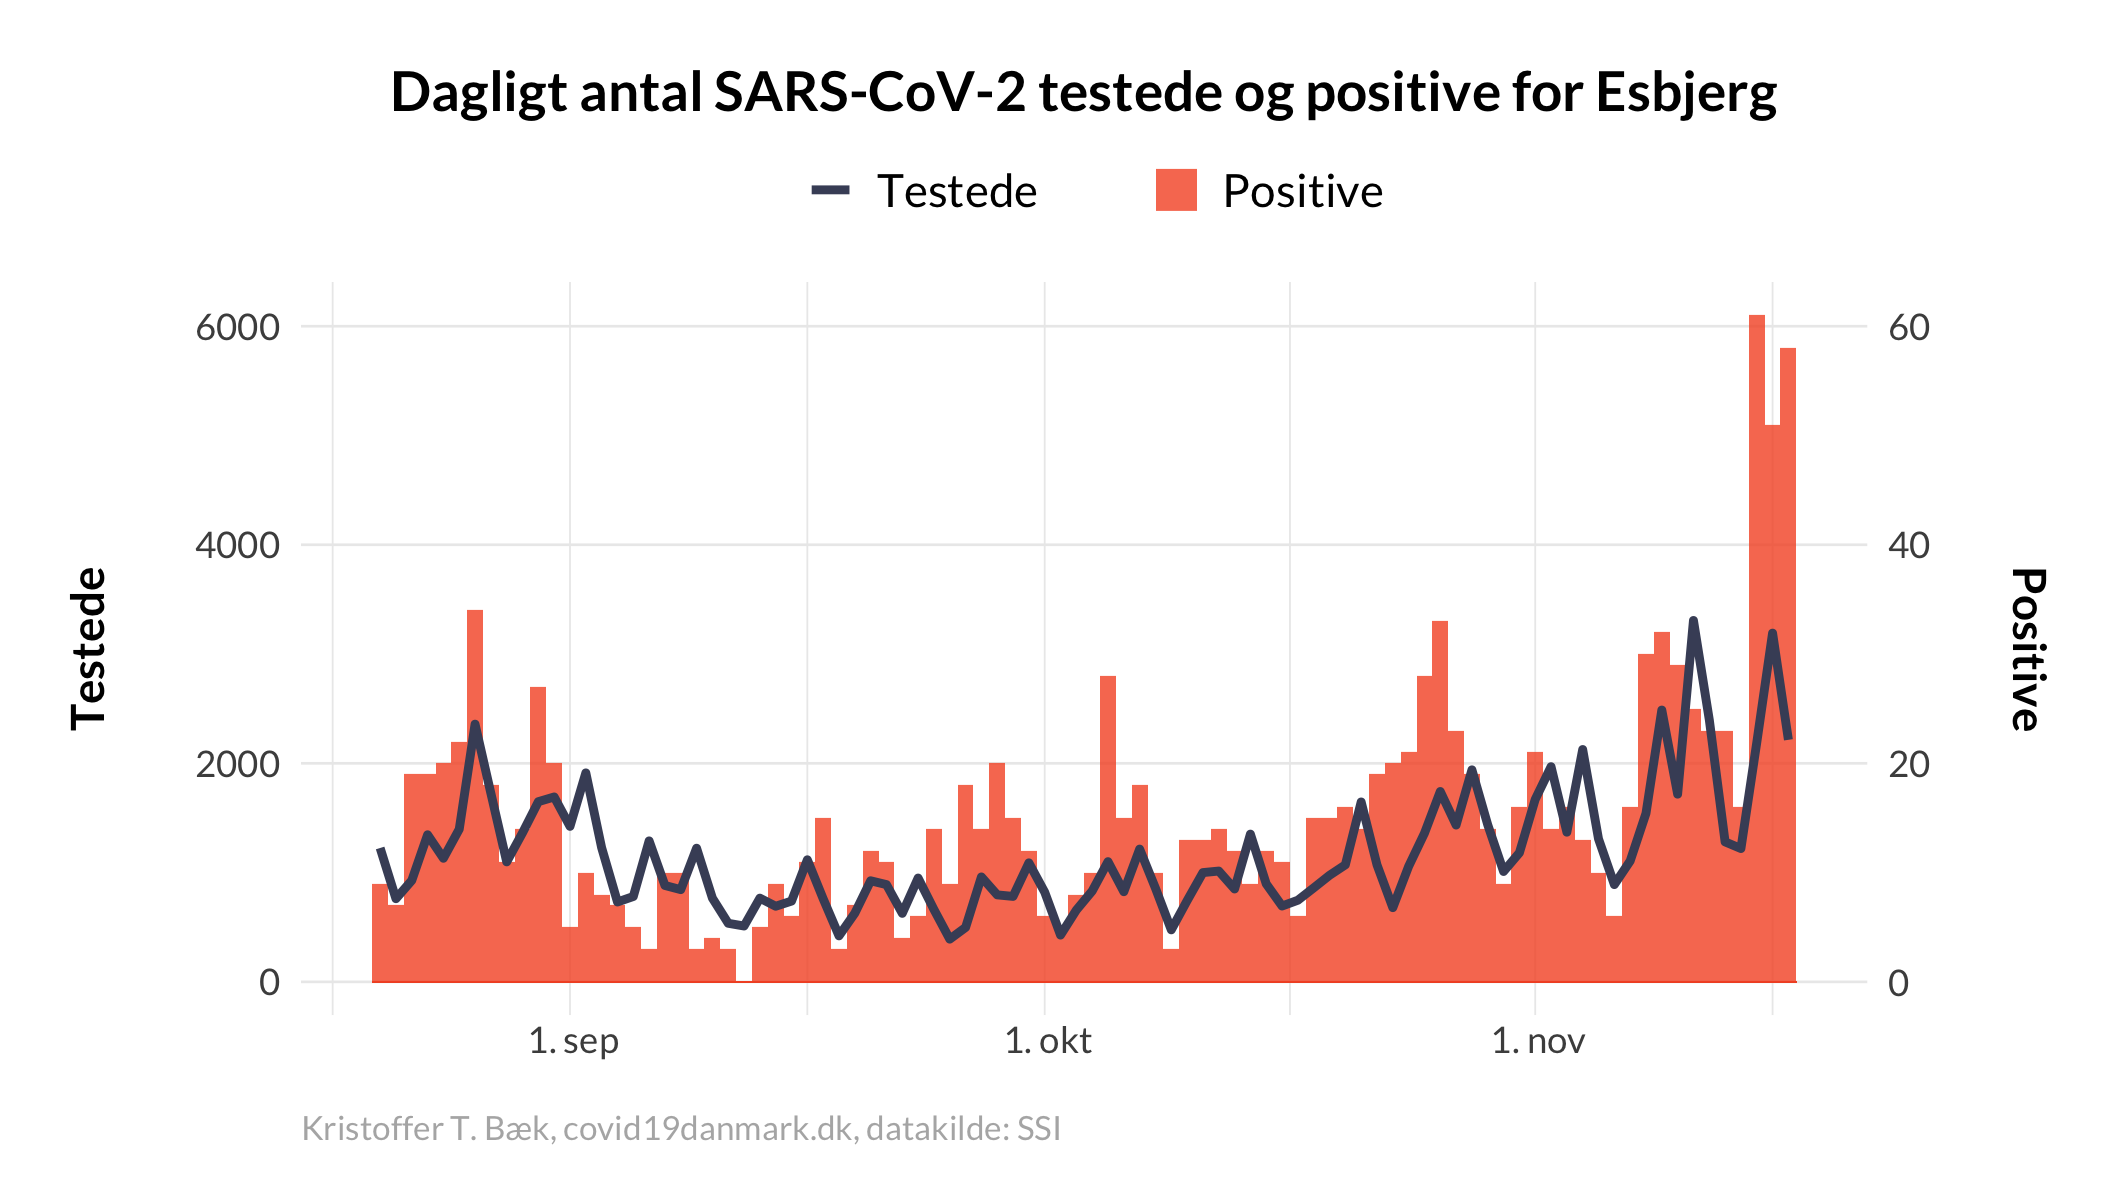 Dagligt antal SARS-CoV-2 testede og positive for Esbjerg
Testede
Positive
6000
4000
2000
0
60
40
20
0
Testede
Positive
1. sep
1. okt
1. nov
Kristoffer T. Bæk, covid19danmark.dk, datakilde: SSI